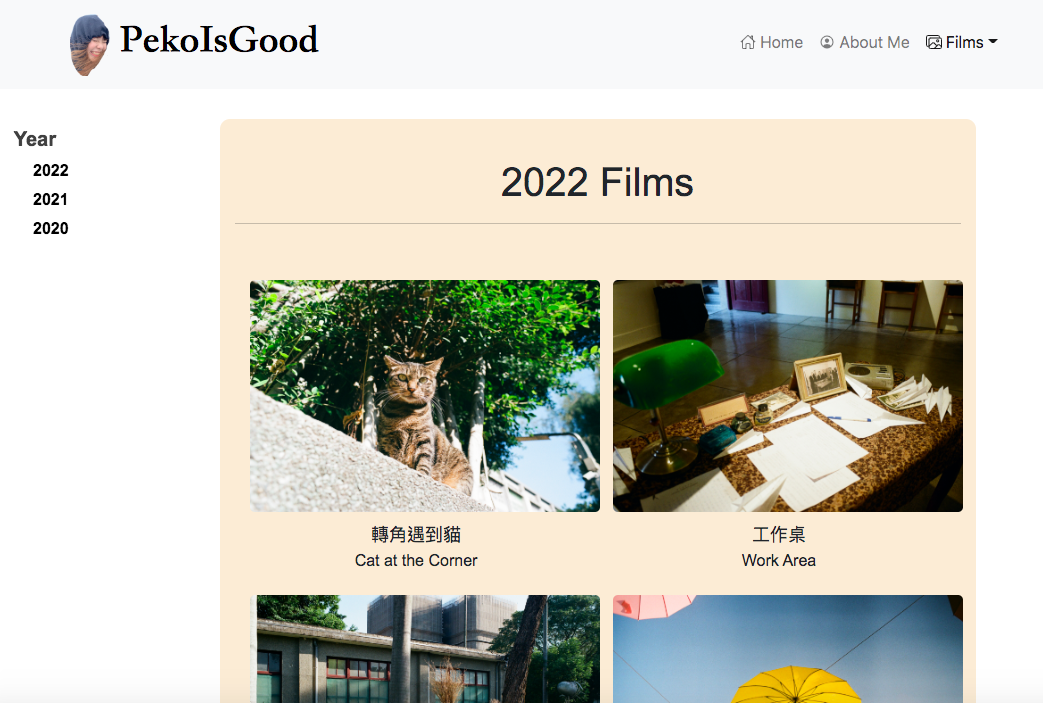 PekoIsGood
Home
About Me
Films
Year
2022
2021
2020
2022 Films
轉角遇到貓
Cat at the Corner
工作桌
Work Area